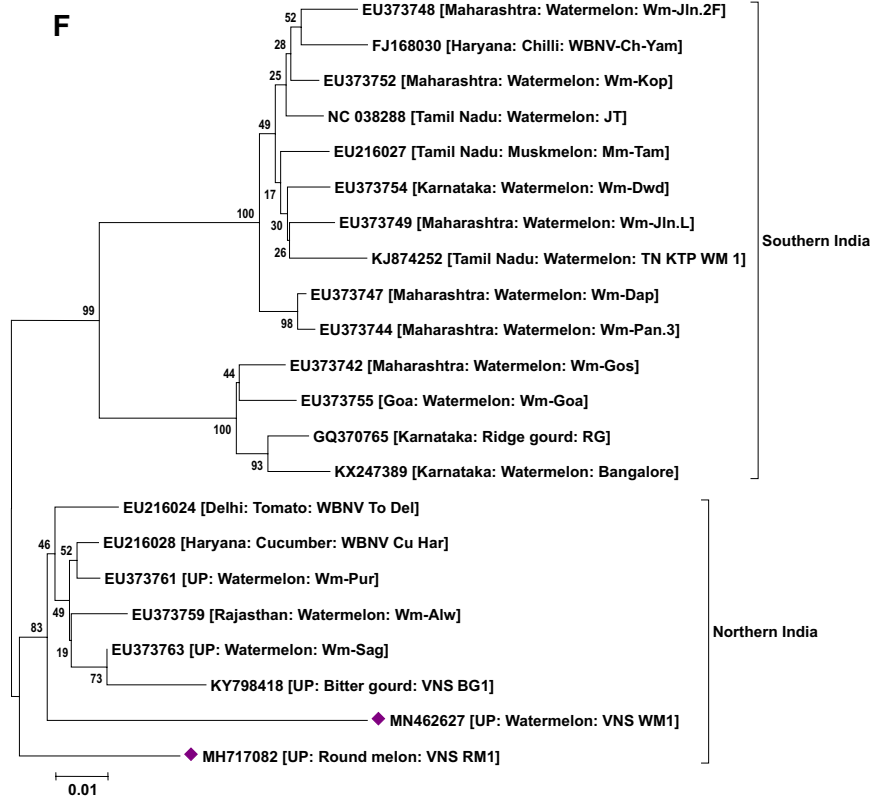 F
52
EU373748 [Maharashtra: Watermelon: Wm-Jln.2F]
28
FJ168030 [Haryana: Chilli: WBNV-Ch-Yam]
25
EU373752 [Maharashtra: Watermelon: Wm-Kop]
NC 038288 [Tamil Nadu: Watermelon: JT]
49
EU216027 [Tamil Nadu: Muskmelon: Mm-Tam]
17
EU373754 [Karnataka: Watermelon: Wm-Dwd]
100
30
EU373749 [Maharashtra: Watermelon: Wm-Jln.L]
Southern India
26
KJ874252 [Tamil Nadu: Watermelon: TN KTP WM 1]
EU373747 [Maharashtra: Watermelon: Wm-Dap]
99
98
EU373744 [Maharashtra: Watermelon: Wm-Pan.3]
EU373742 [Maharashtra: Watermelon: Wm-Gos]
44
EU373755 [Goa: Watermelon: Wm-Goa]
100
GQ370765 [Karnataka: Ridge gourd: RG]
93
KX247389 [Karnataka: Watermelon: Bangalore]
EU216024 [Delhi: Tomato: WBNV To Del]
46
52
EU216028 [Haryana: Cucumber: WBNV Cu Har]
EU373761 [UP: Watermelon: Wm-Pur]
49
EU373759 [Rajasthan: Watermelon: Wm-Alw]
83
Northern India
19
EU373763 [UP: Watermelon: Wm-Sag]
73
KY798418 [UP: Bitter gourd: VNS BG1]
MN462627 [UP: Watermelon: VNS WM1]
MH717082 [UP: Round melon: VNS RM1]
0.01